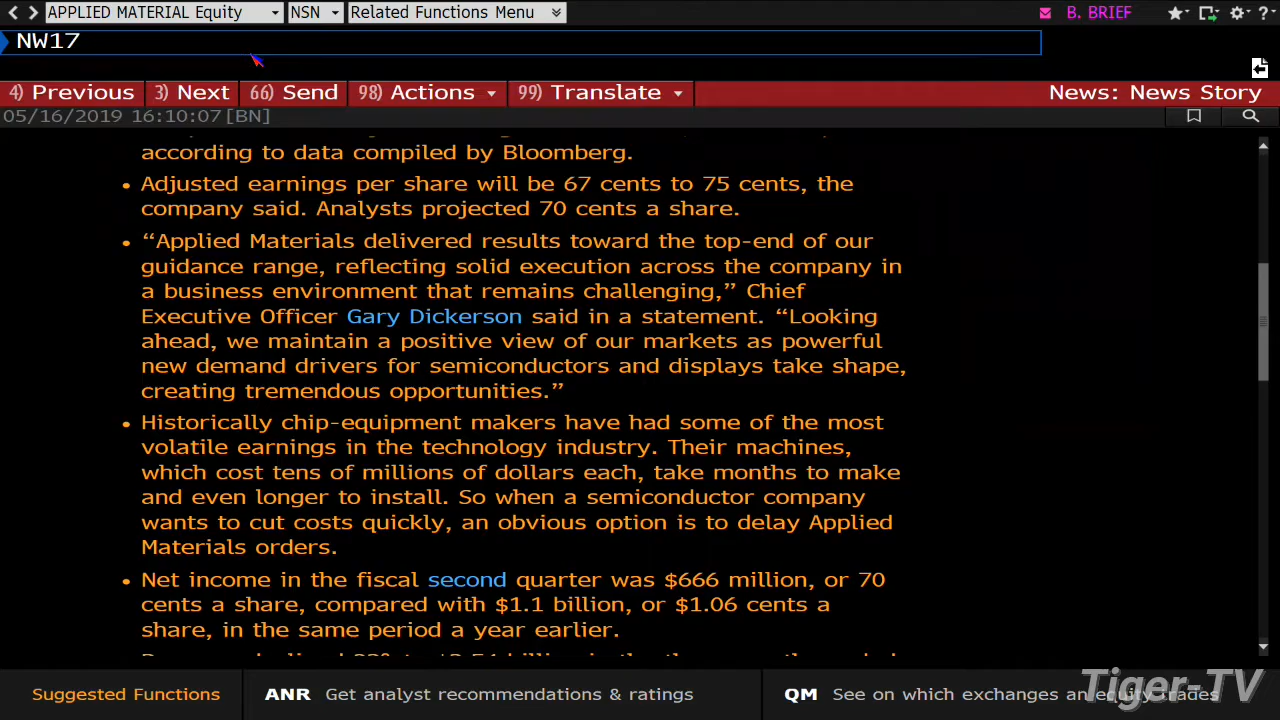 APPLIED MATERIAL Equity NSN Related Functions Menu B. BRIEF ?
NW17
4) Previous 3) Next 66) Send 98) Actions 99) Translate News: News Story
05/16/2019 16:10:07 [BN]
according to data compiled by Bloomberg.
• Adjusted earnings per share will be 67 cents to 75 cents, the
company said. Analysts projected 70 cents a share.
• “Applied Materials delivered results toward the top-end of our
guidance range, reflecting solid execution across the company in
a business environment that remains challenging,” Chief
Executive Officer Gary Dickerson said in a statement. “Looking
ahead, we maintain a positive view of our markets as powerful
new demand drivers for semiconductors and displays take shape,
creating tremendous opportunities.”
• Historically chip-equipment makers have had some of the most
volatile earnings in the technology industry. Their machines,
which cost tens of millions of dollars each, take months to make
and even longer to install. So when a semiconductor company
wants to cut costs quickly, an obvious option is to delay Applied
Materials orders.
• Net income in the fiscal second quarter was $666 million, or 70
cents a share, compared with $1.1 billion, or $1.06 cents a
share, in the same period a year earlier.
Suggested Functions ANR Get analyst recommendations & ratings QM See on which exchanges an equity trades
Tiger-TV